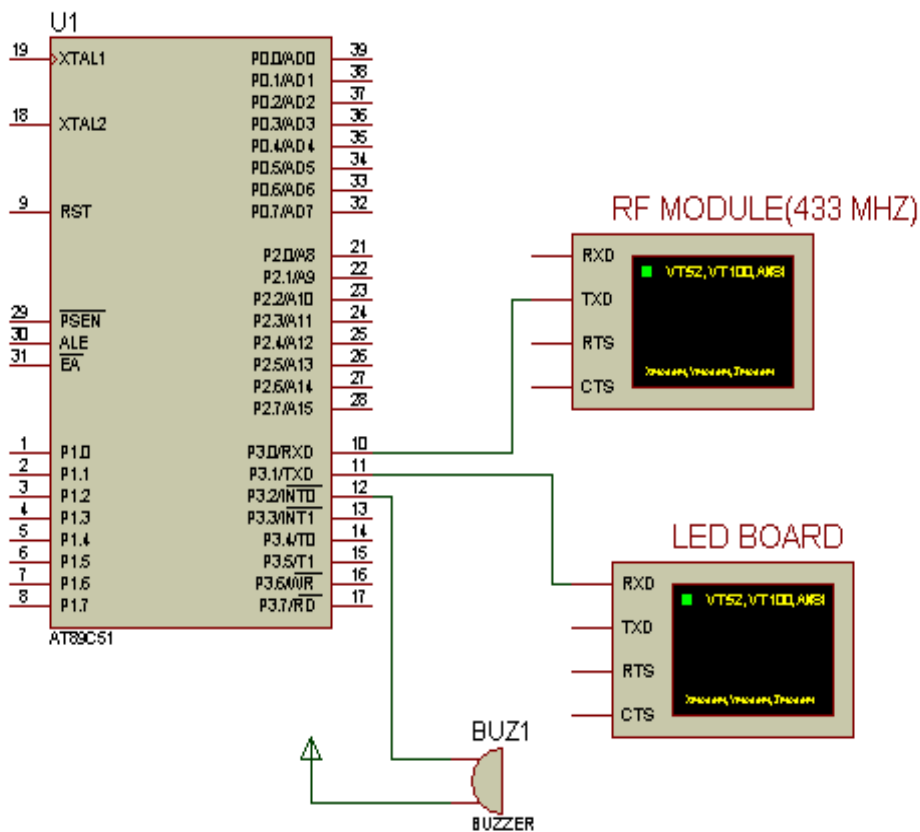 U1
19
XTAL1
18
XTAL2
9
RST
29
PSEN
30
ALE
31
EA
1
P1.0
2
P1.1
3
P1.2
4
P1.3
5
P1.4
6
P1.5
7
P1.6
8
P1.7
P0.0/AD0
39
P0.1/AD1
38
P0.2/AD2
37
P0.3/AD3
36
P0.4/AD4
35
P0.5/AD5
34
P0.6/AD6
33
P0.7/AD7
32
P2.0/A8
21
P2.1/A9
22
P2.2/A10
23
P2.3/A11
24
P2.4/A12
25
P2.5/A13
26
P2.6/A14
27
P2.7/A15
28
P3.0/RXD
10
P3.1/TXD
11
P3.2/INT0
12
P3.3/INT1
13
P3.4/T0
14
P3.5/T1
15
P3.6/WR
16
P3.7/RD
17
AT89C51
RF MODULE(433 MHZ)
RXD
TXD
RTS
CTS
VT52, VT100, ANSI
Xmodem, Ymodem, Zmodem
LED BOARD
RXD
TXD
RTS
CTS
VT52, VT100, ANSI
Xmodem, Ymodem, Zmodem
BUZ1
BUZZER